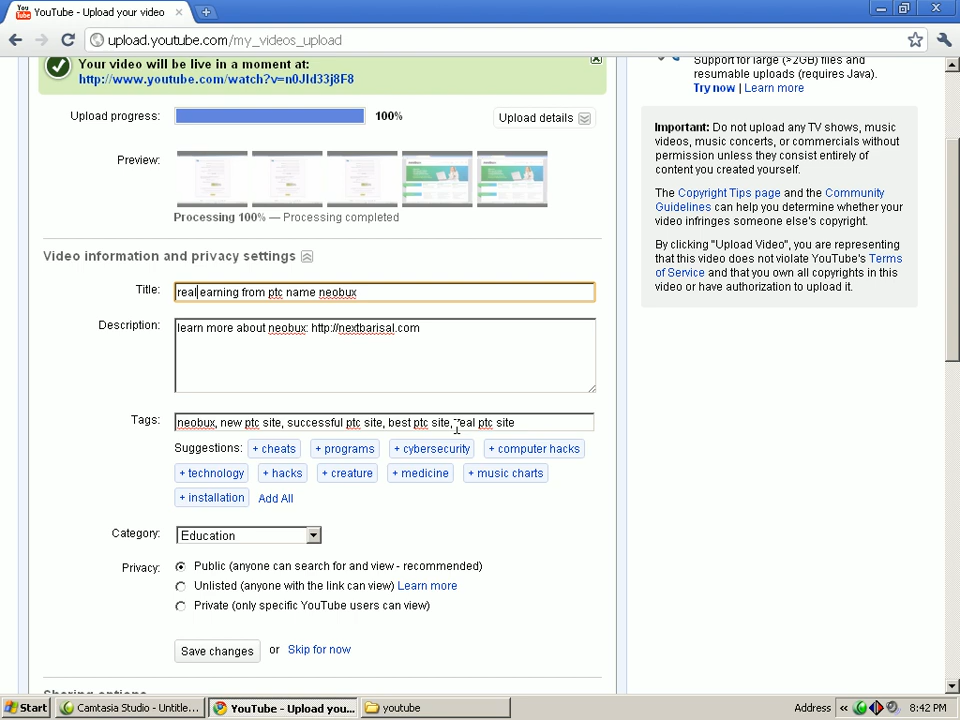 YouTube - Upload your video
upload.youtube.com/my_videos_upload
Your video will be live in a moment at:
http://www.youtube.com/watch?v=n0JId33j8F8
Upload progress: 100% Upload details
Preview:
Processing 100% — Processing completed
Video information and privacy settings
Title: real earning from ptc name neobux
Description: learn more about neobux: http://nextbarisal.com
Tags: neobux, new ptc site, successful ptc site, best ptc site, real ptc site
Suggestions: + cheats + programs + cybersecurity + computer hacks
+ technology + hacks + creature + medicine + music charts
+ installation Add All
Category: Education
Privacy: Public (anyone can search for and view - recommended)
Unlisted (anyone with the link can view) Learn more
Private (only specific YouTube users can view)
Save changes or Skip for now
Sharing options
Support for large (>2GB) files and
resumable uploads (requires Java).
Try now | Learn more
Important: Do not upload any TV shows, music
videos, music concerts, or commercials without
permission unless they consist entirely of
content you created yourself.
The Copyright Tips page and the Community
Guidelines can help you determine whether your
video infringes someone else's copyright.
By clicking "Upload Video", you are representing
that this video does not violate YouTube's Terms
of Service and that you own all copyrights in this
video or have authorization to upload it.
Start Camtasia Studio - Untitle... YouTube - Upload you... youtube Address « 8:42 PM